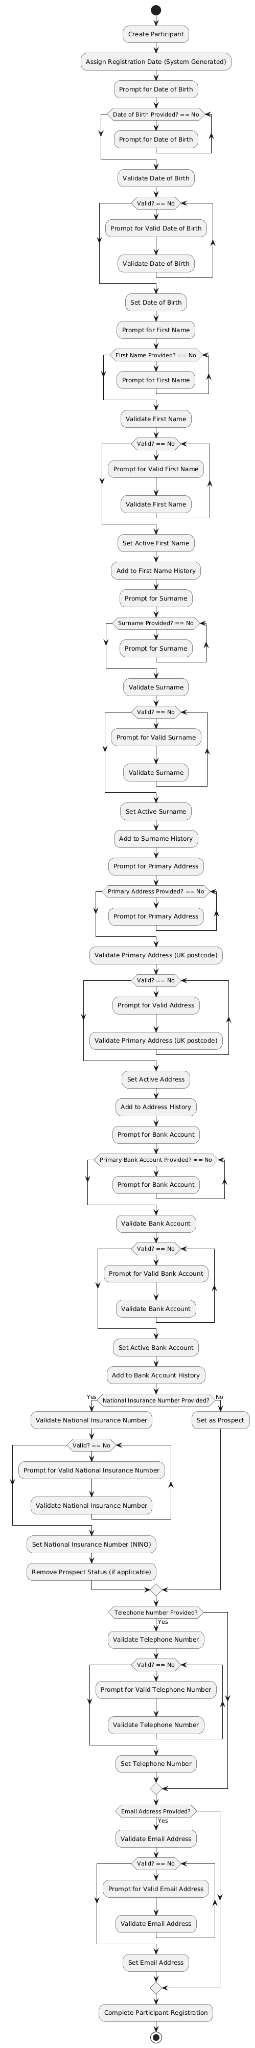 Create Participant
Assign Registration Date (System Generated)
Prompt for Date of Birth
Date of Birth Provided? == No
Prompt for Date of Birth
Validate Date of Birth
Valid? == No
Prompt for Valid Date of Birth
Validate Date of Birth
Set Date of Birth
Prompt for First Name
First Name Provided? == No
Prompt for First Name
Validate First Name
Valid? == No
Prompt for Valid First Name
Validate First Name
Set Active First Name
Add to First Name History
Prompt for Surname
Surname Provided? == No
Prompt for Surname
Validate Surname
Valid? == No
Prompt for Valid Surname
Validate Surname
Set Active Surname
Add to Surname History
Prompt for Primary Address
Primary Address Provided? == No
Prompt for Primary Address
Validate Primary Address (UK postcode)
Valid? == No
Prompt for Valid Address
Validate Primary Address (UK postcode)
Set Active Address
Add to Address History
Prompt for Bank Account
Primary Bank Account Provided? == No
Prompt for Bank Account
Validate Bank Account
Valid? == No
Prompt for Valid Bank Account
Validate Bank Account
Set Active Bank Account
Add to Bank Account History
Yes National Insurance Number Provided? No
Validate National Insurance Number Set as Prospect
Valid? == No
Prompt for Valid National Insurance Number
Validate National Insurance Number
Set National Insurance Number (NINO)
Remove Prospect Status (if applicable)
Telephone Number Provided?
Yes
Validate Telephone Number
Valid? == No
Prompt for Valid Telephone Number
Validate Telephone Number
Set Telephone Number
Email Address Provided?
Yes
Validate Email Address
Valid? == No
Prompt for Valid Email Address
Validate Email Address
Set Email Address
Complete Participant Registration